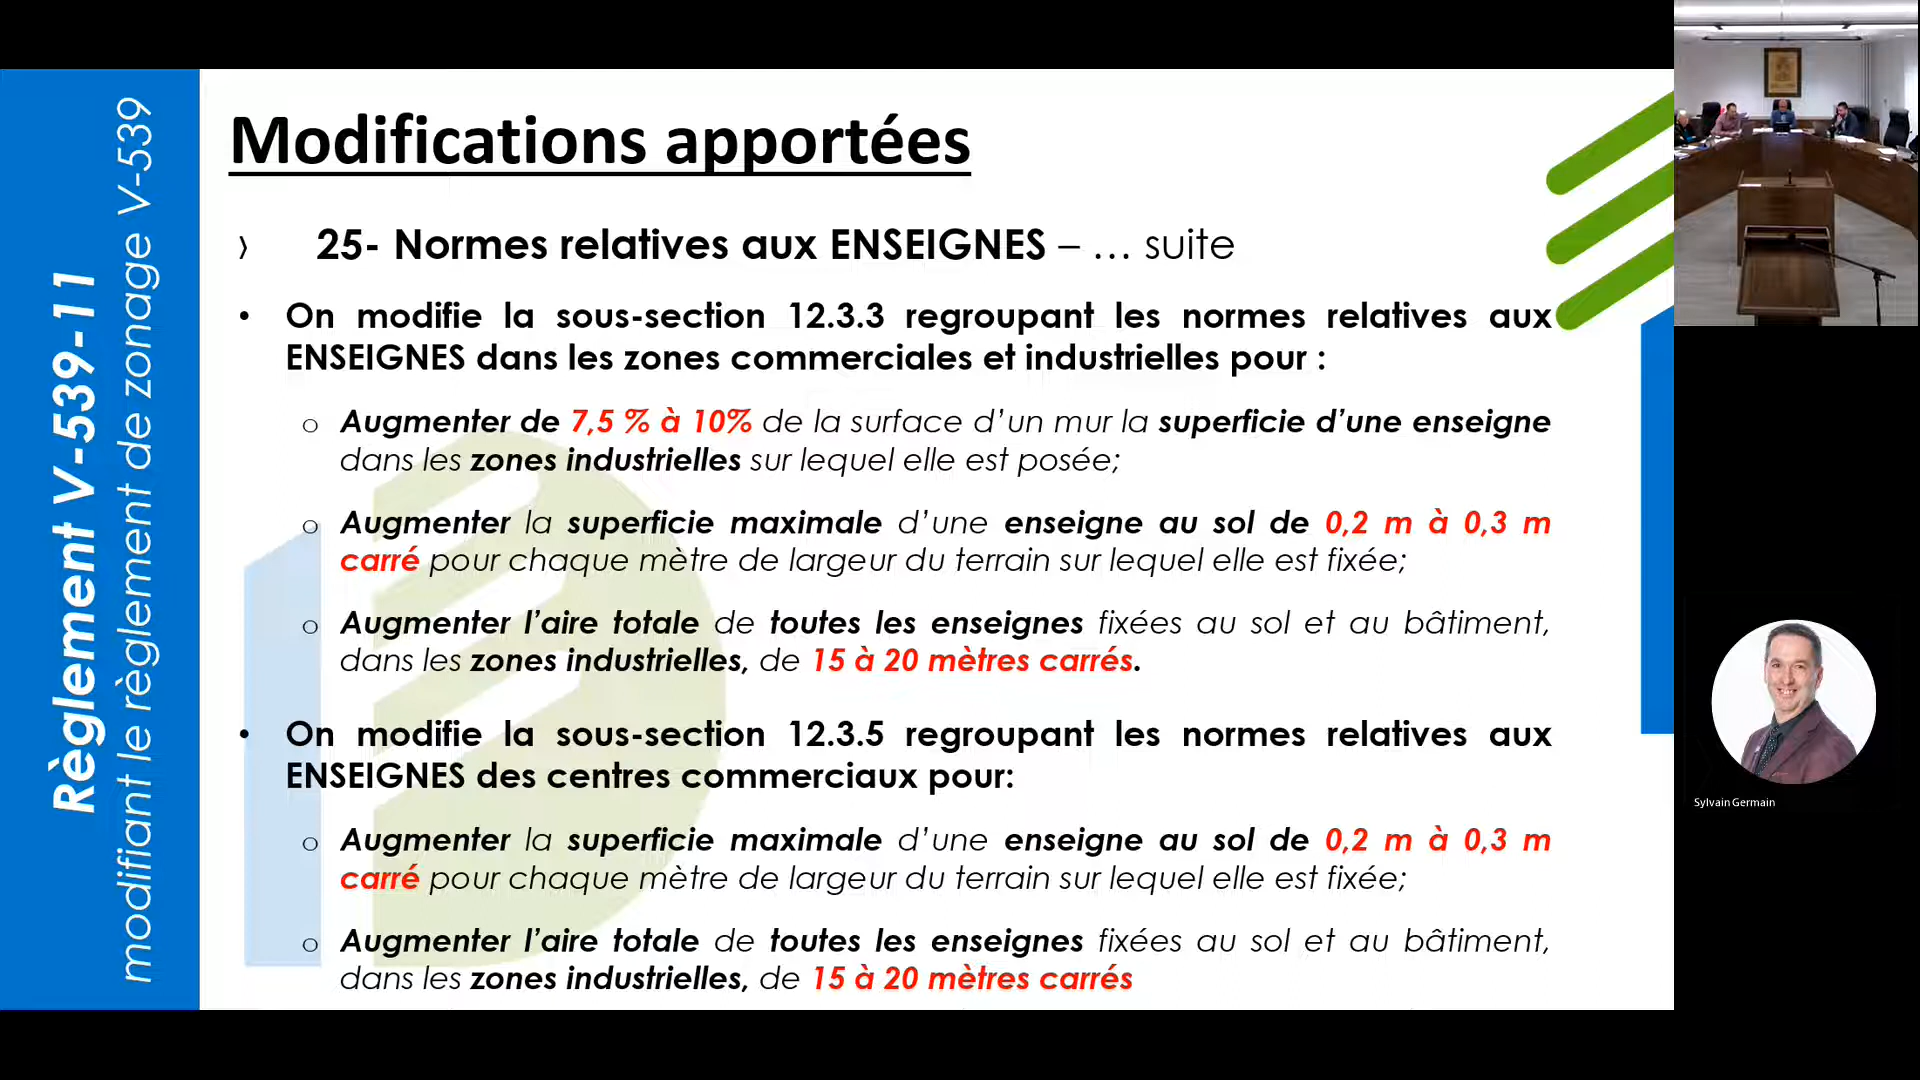 Règlement V-539-11
modifiant le règlement de zonage V-539
Modifications apportées
› 25- Normes relatives aux ENSEIGNES – … suite
• On modifie la sous-section 12.3.3 regroupant les normes relatives aux
ENSEIGNES dans les zones commerciales et industrielles pour :
o Augmenter de 7,5 % à 10% de la surface d’un mur la superficie d’une enseigne
dans les zones industrielles sur lequel elle est posée;
o Augmenter la superficie maximale d’une enseigne au sol de 0,2 m à 0,3 m
carré pour chaque mètre de largeur du terrain sur lequel elle est fixée;
o Augmenter l’aire totale de toutes les enseignes fixées au sol et au bâtiment,
dans les zones industrielles, de 15 à 20 mètres carrés.
• On modifie la sous-section 12.3.5 regroupant les normes relatives aux
ENSEIGNES des centres commerciaux pour:
o Augmenter la superficie maximale d’une enseigne au sol de 0,2 m à 0,3 m
carré pour chaque mètre de largeur du terrain sur lequel elle est fixée;
o Augmenter l’aire totale de toutes les enseignes fixées au sol et au bâtiment,
dans les zones industrielles, de 15 à 20 mètres carrés
Sylvain Germain